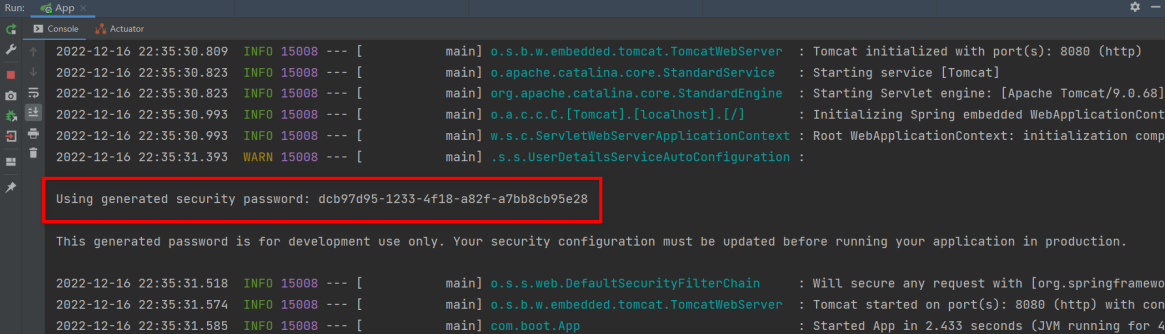 Run: App ×
Console Actuator
2022-12-16 22:35:30.809 INFO 15008 --- [ main] o.s.b.w.embedded.tomcat.TomcatWebServer : Tomcat initialized with port(s): 8080 (http)
2022-12-16 22:35:30.823 INFO 15008 --- [ main] o.apache.catalina.core.StandardService : Starting service [Tomcat]
2022-12-16 22:35:30.823 INFO 15008 --- [ main] org.apache.catalina.core.StandardEngine : Starting Servlet engine: [Apache Tomcat/9.0.68]
2022-12-16 22:35:30.993 INFO 15008 --- [ main] o.a.c.c.C.[Tomcat].[localhost].[/] : Initializing Spring embedded WebApplicationCont
2022-12-16 22:35:30.993 INFO 15008 --- [ main] w.s.c.ServletWebServerApplicationContext : Root WebApplicationContext: initialization comp
2022-12-16 22:35:31.393 WARN 15008 --- [ main] .s.s.UserDetailsServiceAutoConfiguration :
Using generated security password: dcb97d95-1233-4f18-a82f-a7bb8cb95e28
This generated password is for development use only. Your security configuration must be updated before running your application in production.
2022-12-16 22:35:31.518 INFO 15008 --- [ main] o.s.s.web.DefaultSecurityFilterChain : Will secure any request with [org.springframewo
2022-12-16 22:35:31.574 INFO 15008 --- [ main] o.s.b.w.embedded.tomcat.TomcatWebServer : Tomcat started on port(s): 8080 (http) with con
2022-12-16 22:35:31.585 INFO 15008 --- [ main] com.boot.App : Started App in 2.433 seconds (JVM running for 4